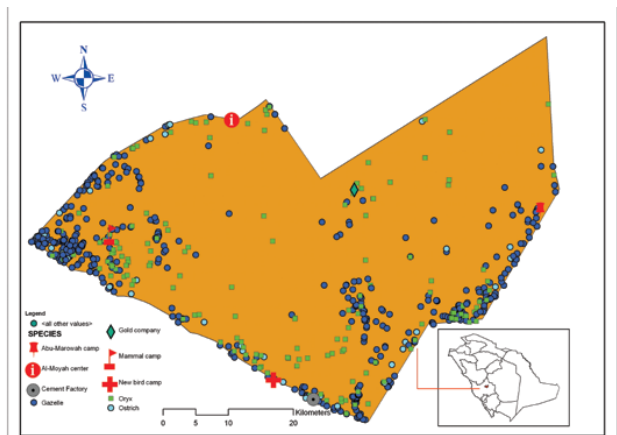 N
W E
S
i
Legend
<all other values>
SPECIES
Abu-Marowah camp
i Al-Moyah center
Cement Factory
Gazelle
Gold company
Mammal camp
New bird camp
Oryx
Ostrich
Kilometers
0 5 10 20